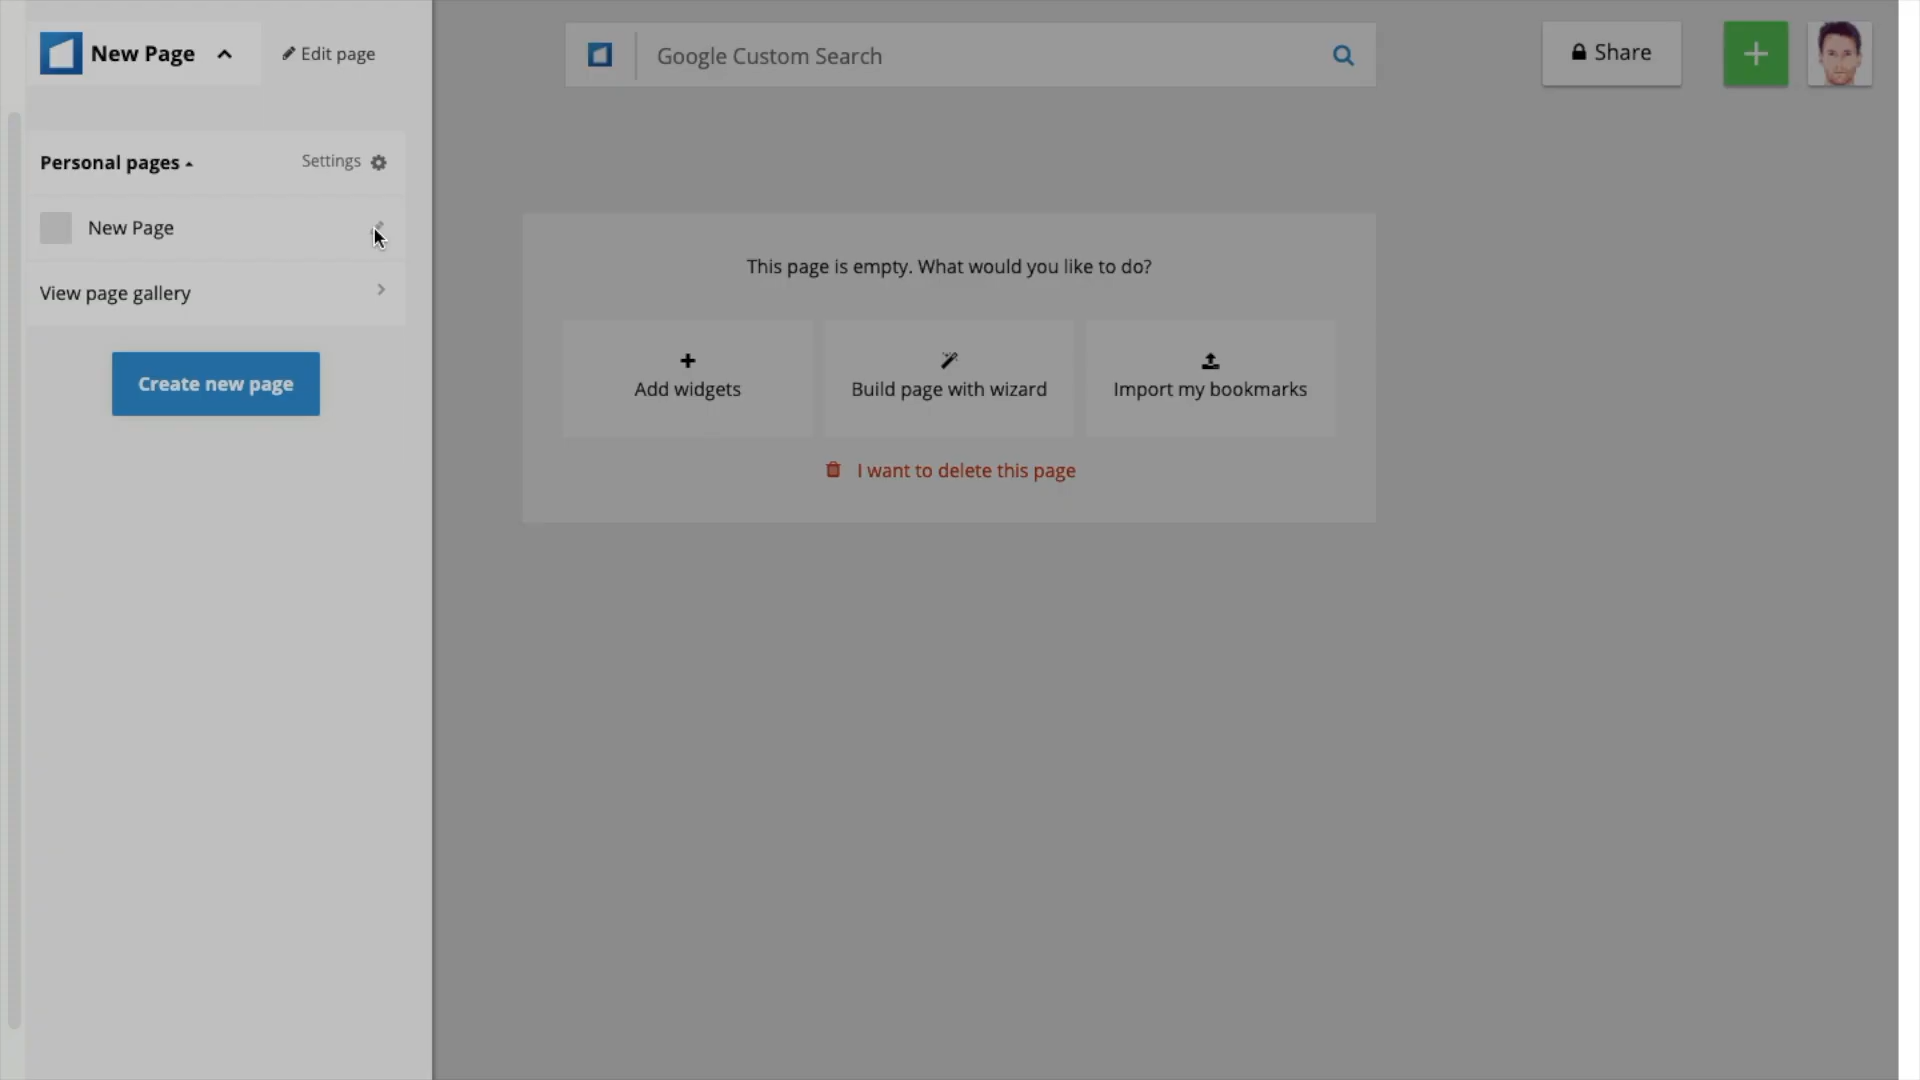 New Page
Edit page
Google Custom Search
Share
Personal pages
Settings
New Page
View page gallery
Create new page
This page is empty. What would you like to do?
Add widgets
Build page with wizard
Import my bookmarks
I want to delete this page